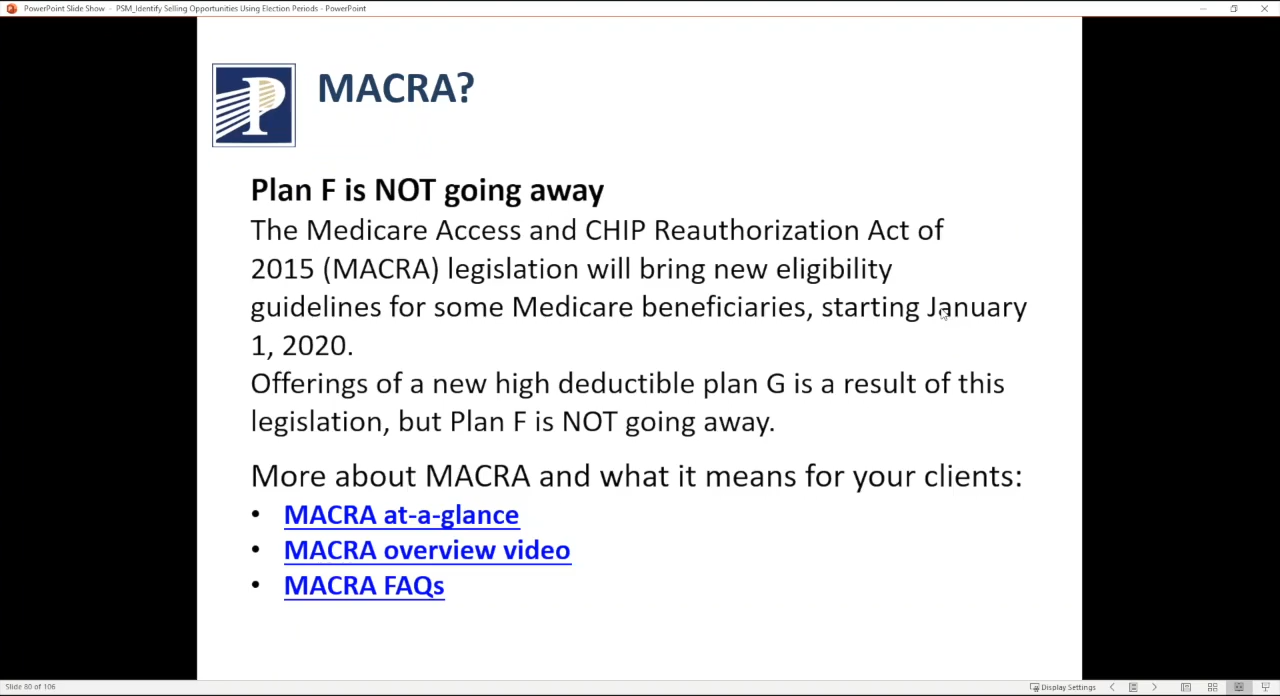 PowerPoint Slide Show - PSM_Identify Selling Opportunities Using Election Periods - PowerPoint
P
MACRA?
Plan F is NOT going away
The Medicare Access and CHIP Reauthorization Act of
2015 (MACRA) legislation will bring new eligibility
guidelines for some Medicare beneficiaries, starting January
1, 2020.
Offerings of a new high deductible plan G is a result of this
legislation, but Plan F is NOT going away.
More about MACRA and what it means for your clients:
• MACRA at-a-glance
• MACRA overview video
• MACRA FAQs
Slide 80 of 106
Display Settings